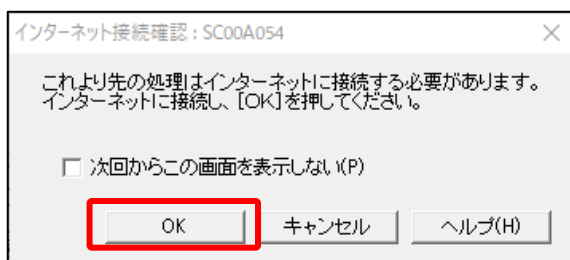 インターネット接続確認：SC00A054
これより先の処理はインターネットに接続する必要があります。
インターネットに接続し、[OK]を押してください。
次回からこの画面を表示しない(P)
OK キャンセル ヘルプ(H)